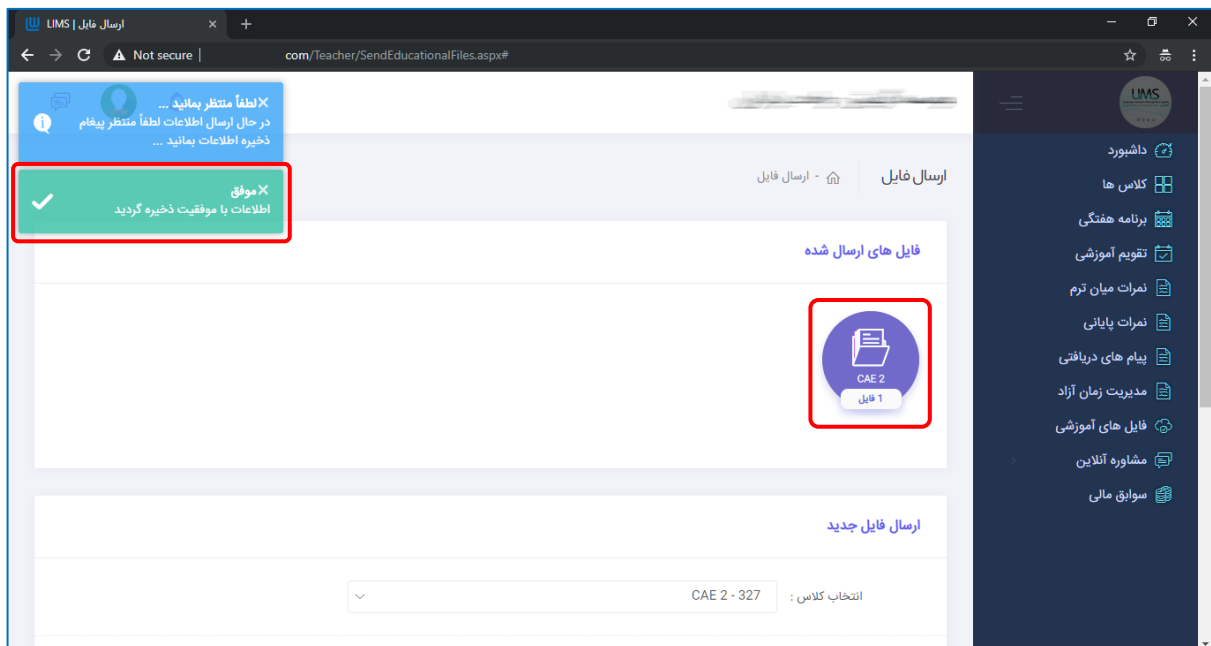 ارسال فایل | LIMS
Not secure | com/Teacher/SendEducationalFiles.aspx#
لطفاً منتظر بمانید ...
در حال ارسال اطلاعات لطفاً منتظر پیغام
ذخیره اطلاعات بمانید ...
موفق
اطلاعات با موفقیت ذخیره گردید
LIMS
داشبورد
کلاس ها
برنامه هفتگی
تقویم آموزشی
نمرات میان ترم
نمرات پایانی
پیام های دریافتی
مدیریت زمان آزاد
فایل های آموزشی
مشاوره آنلاین
سوابق مالی
ارسال فایل
- ارسال فایل
فایل های ارسال شده
CAE 2
1 فایل
ارسال فایل جدید
انتخاب کلاس :
CAE 2 - 327